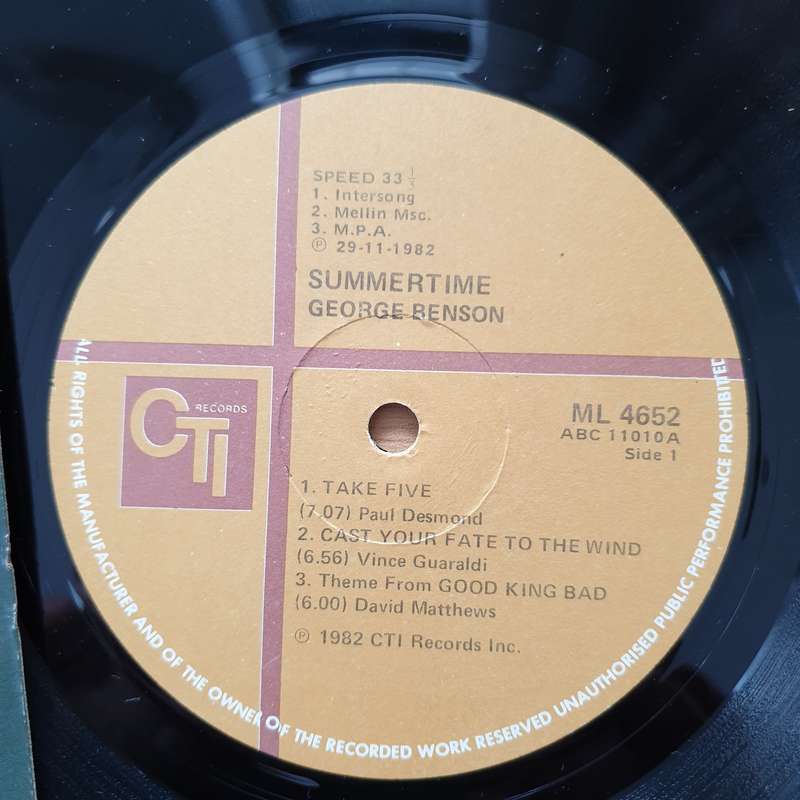 SPEED 33 1/3
1. Intersong
2. Mellin Msc.
3. M.P.A.
Ⓟ 29-11-1982
SUMMERTIME
GEORGE BENSON
CTI RECORDS
ML 4652
ABC 11010A
Side 1
1. TAKE FIVE
(7.07) Paul Desmond
2. CAST YOUR FATE TO THE WIND
(6.56) Vince Guaraldi
3. Theme From GOOD KING BAD
(6.00) David Matthews
Ⓟ 1982 CTI Records Inc.
ALL RIGHTS OF THE MANUFACTURER AND OF THE OWNER OF THE RECORDED WORK RESERVED UNAUTHORISED PUBLIC PERFORMANCE PROHIBITED